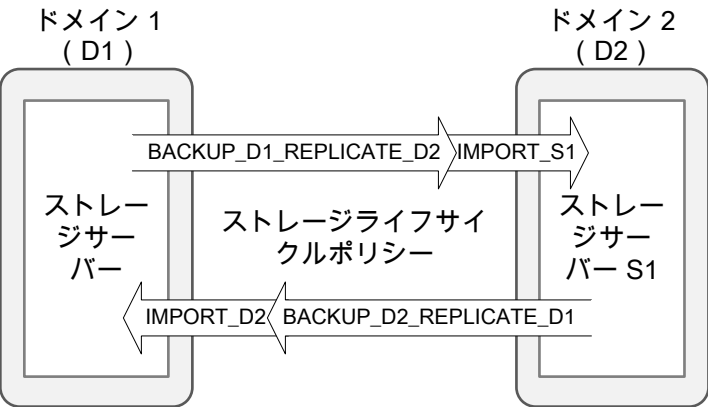 ドメイン 1
( D1 )
ドメイン 2
( D2 )
BACKUP_D1_REPLICATE_D2
IMPORT_S1
ストレー
ジサー
バー
ストレージライフサイ
クルポリシー
ストレー
ジサー
バー S1
IMPORT_D2
BACKUP_D2_REPLICATE_D1